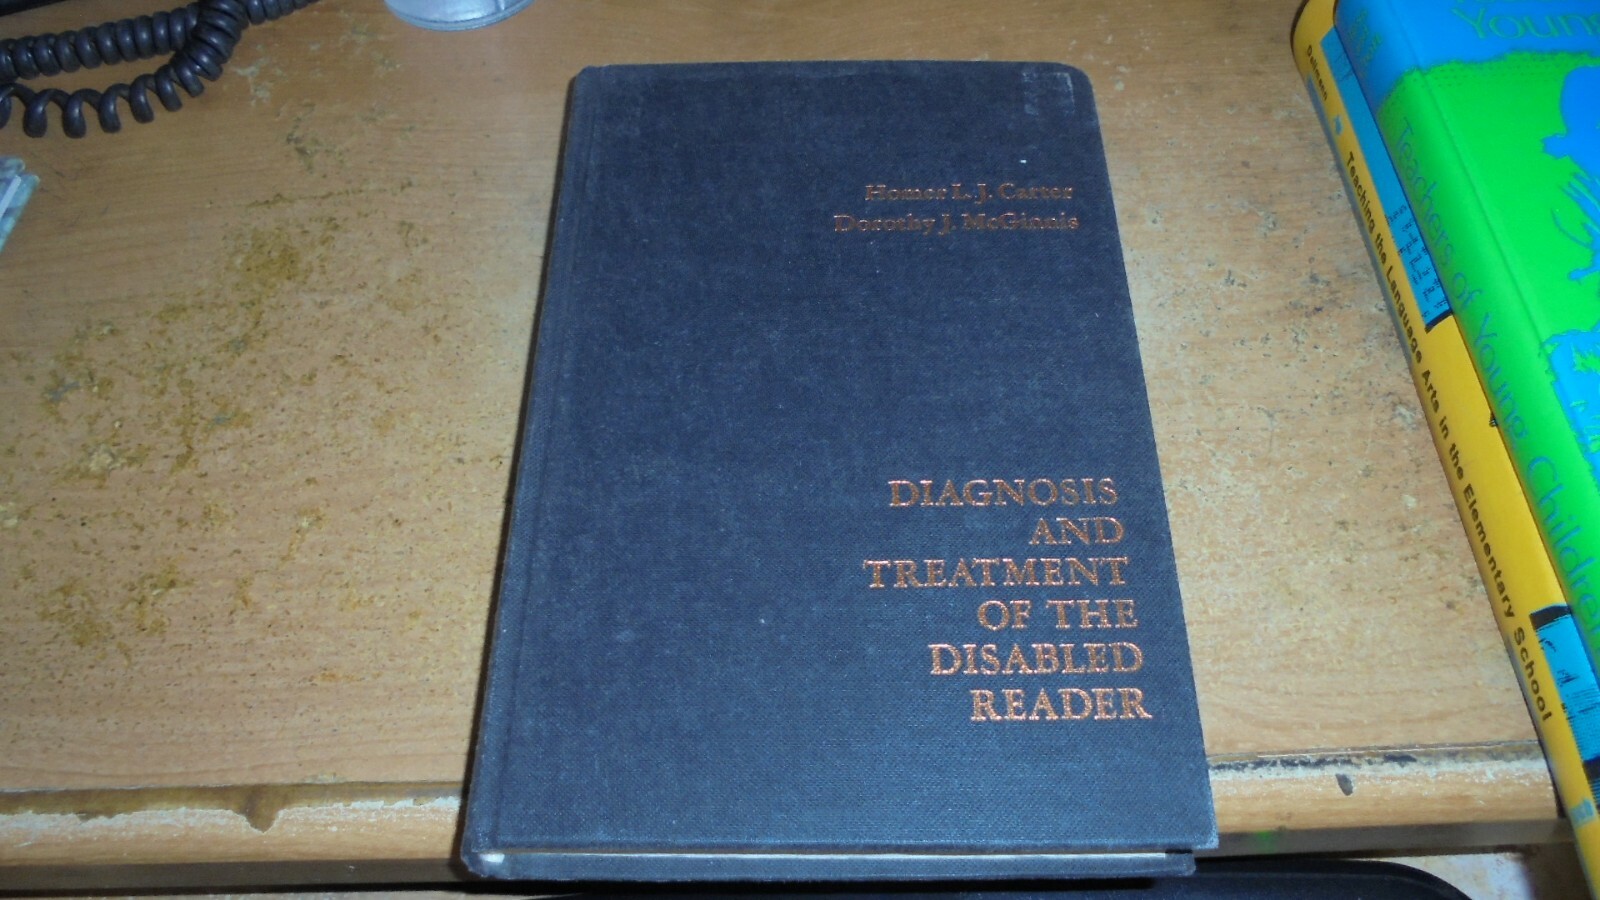 Homer L. J. Carter
Dorothy J. McGinnis
DIAGNOSIS
AND
TREATMENT
OF THE
DISABLED
READER
Teaching the Language Arts in the Elementary School
Teachers of Young Children
Young